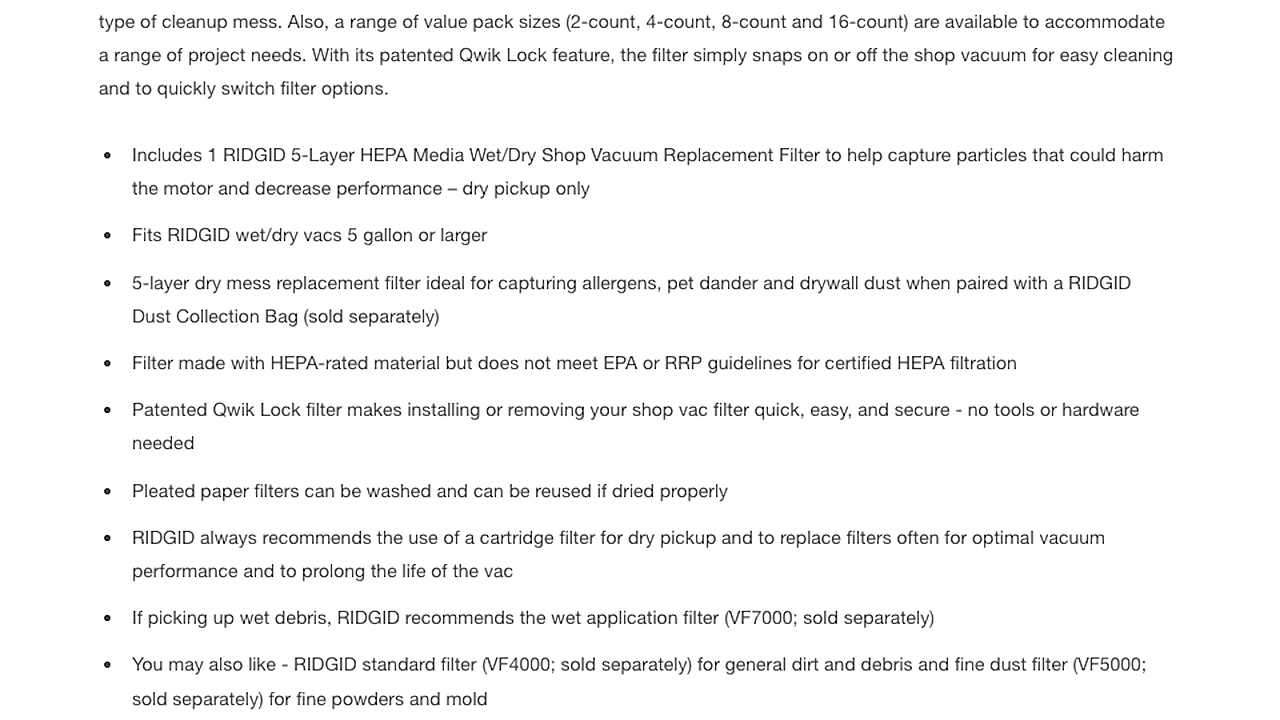 type of cleanup mess. Also, a range of value pack sizes (2-count, 4-count, 8-count and 16-count) are available to accommodate
a range of project needs. With its patented Qwik Lock feature, the filter simply snaps on or off the shop vacuum for easy cleaning
and to quickly switch filter options.
• Includes 1 RIDGID 5-Layer HEPA Media Wet/Dry Shop Vacuum Replacement Filter to help capture particles that could harm
the motor and decrease performance – dry pickup only
• Fits RIDGID wet/dry vacs 5 gallon or larger
• 5-layer dry mess replacement filter ideal for capturing allergens, pet dander and drywall dust when paired with a RIDGID
Dust Collection Bag (sold separately)
• Filter made with HEPA-rated material but does not meet EPA or RRP guidelines for certified HEPA filtration
• Patented Qwik Lock filter makes installing or removing your shop vac filter quick, easy, and secure - no tools or hardware
needed
• Pleated paper filters can be washed and can be reused if dried properly
• RIDGID always recommends the use of a cartridge filter for dry pickup and to replace filters often for optimal vacuum
performance and to prolong the life of the vac
• If picking up wet debris, RIDGID recommends the wet application filter (VF7000; sold separately)
• You may also like - RIDGID standard filter (VF4000; sold separately) for general dirt and debris and fine dust filter (VF5000;
sold separately) for fine powders and mold